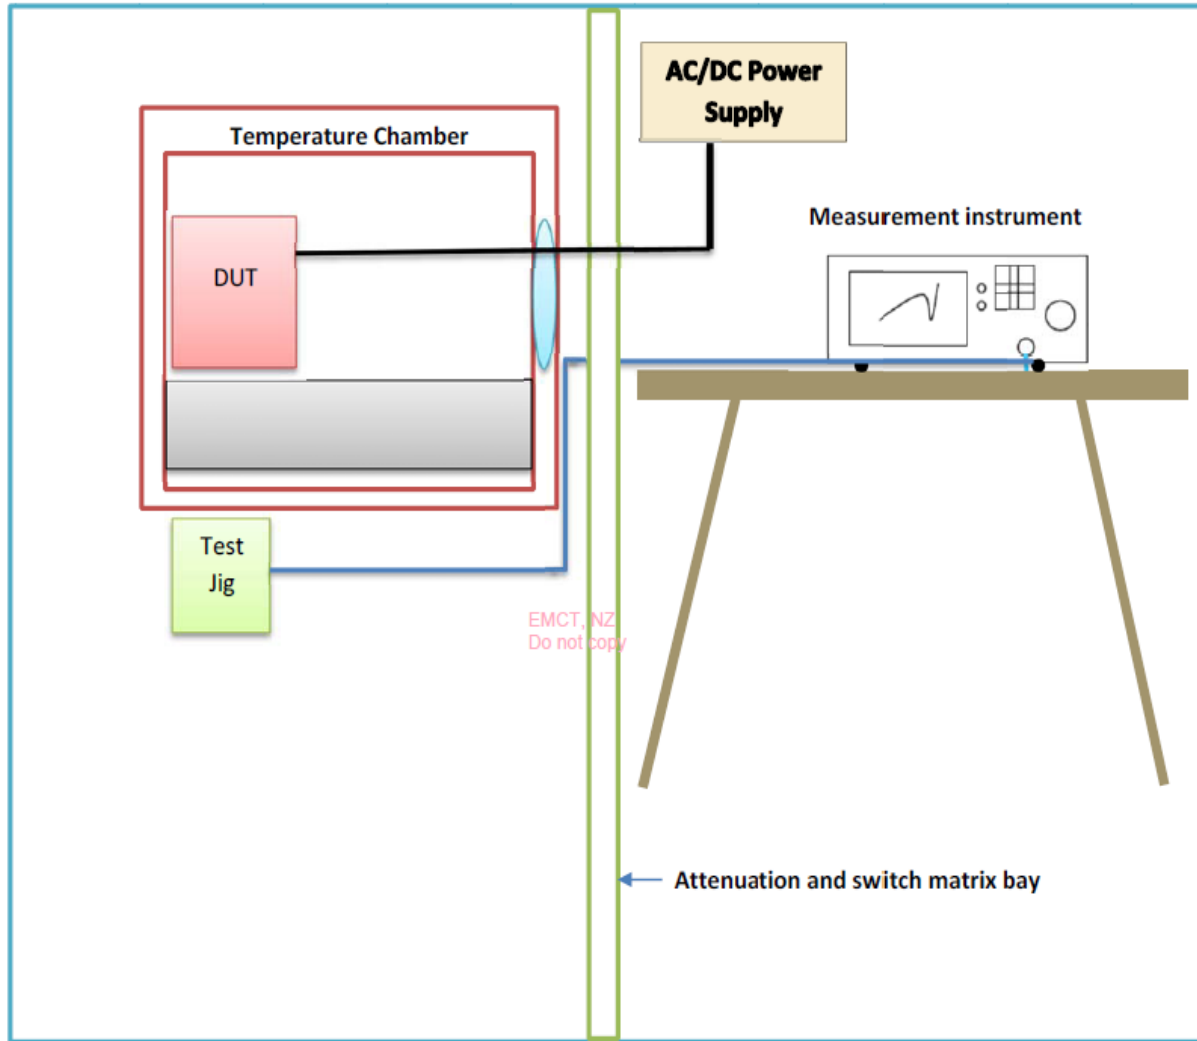 AC/DC Power
Supply
Temperature Chamber
Measurement instrument
DUT
Test
Jig
EMCT, NZ
Do not copy
Attenuation and switch matrix bay